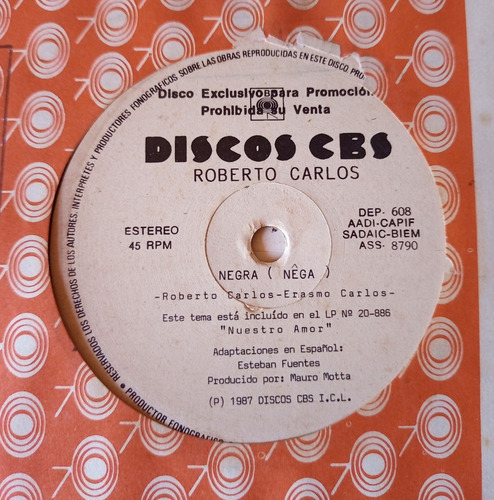 RESERVADOS LOS DERECHOS DE LOS AUTORES, INTERPRETES Y PRODUCTORES FONOGRAFICOS SOBRE LAS OBRAS REPRODUCIDAS EN ESTE DISCO
Disco Exclusivo para Promoción
Prohibida su Venta
DISCOS CBS
ROBERTO CARLOS
ESTEREO
45 RPM
DEP- 608
AADI-CAPIF
SADAIC-BIEM
ASS- 8790
NEGRA ( NÊGA )
-Roberto Carlos-Erasmo Carlos-
Este tema está incluído en el LP Nº 20-886
"Nuestro Amor"
Adaptaciones en Español:
Esteban Fuentes
Producido por: Mauro Motta
(P) 1987 DISCOS CBS I.C.L.
• PRODUCTOR FONOGRAFICO